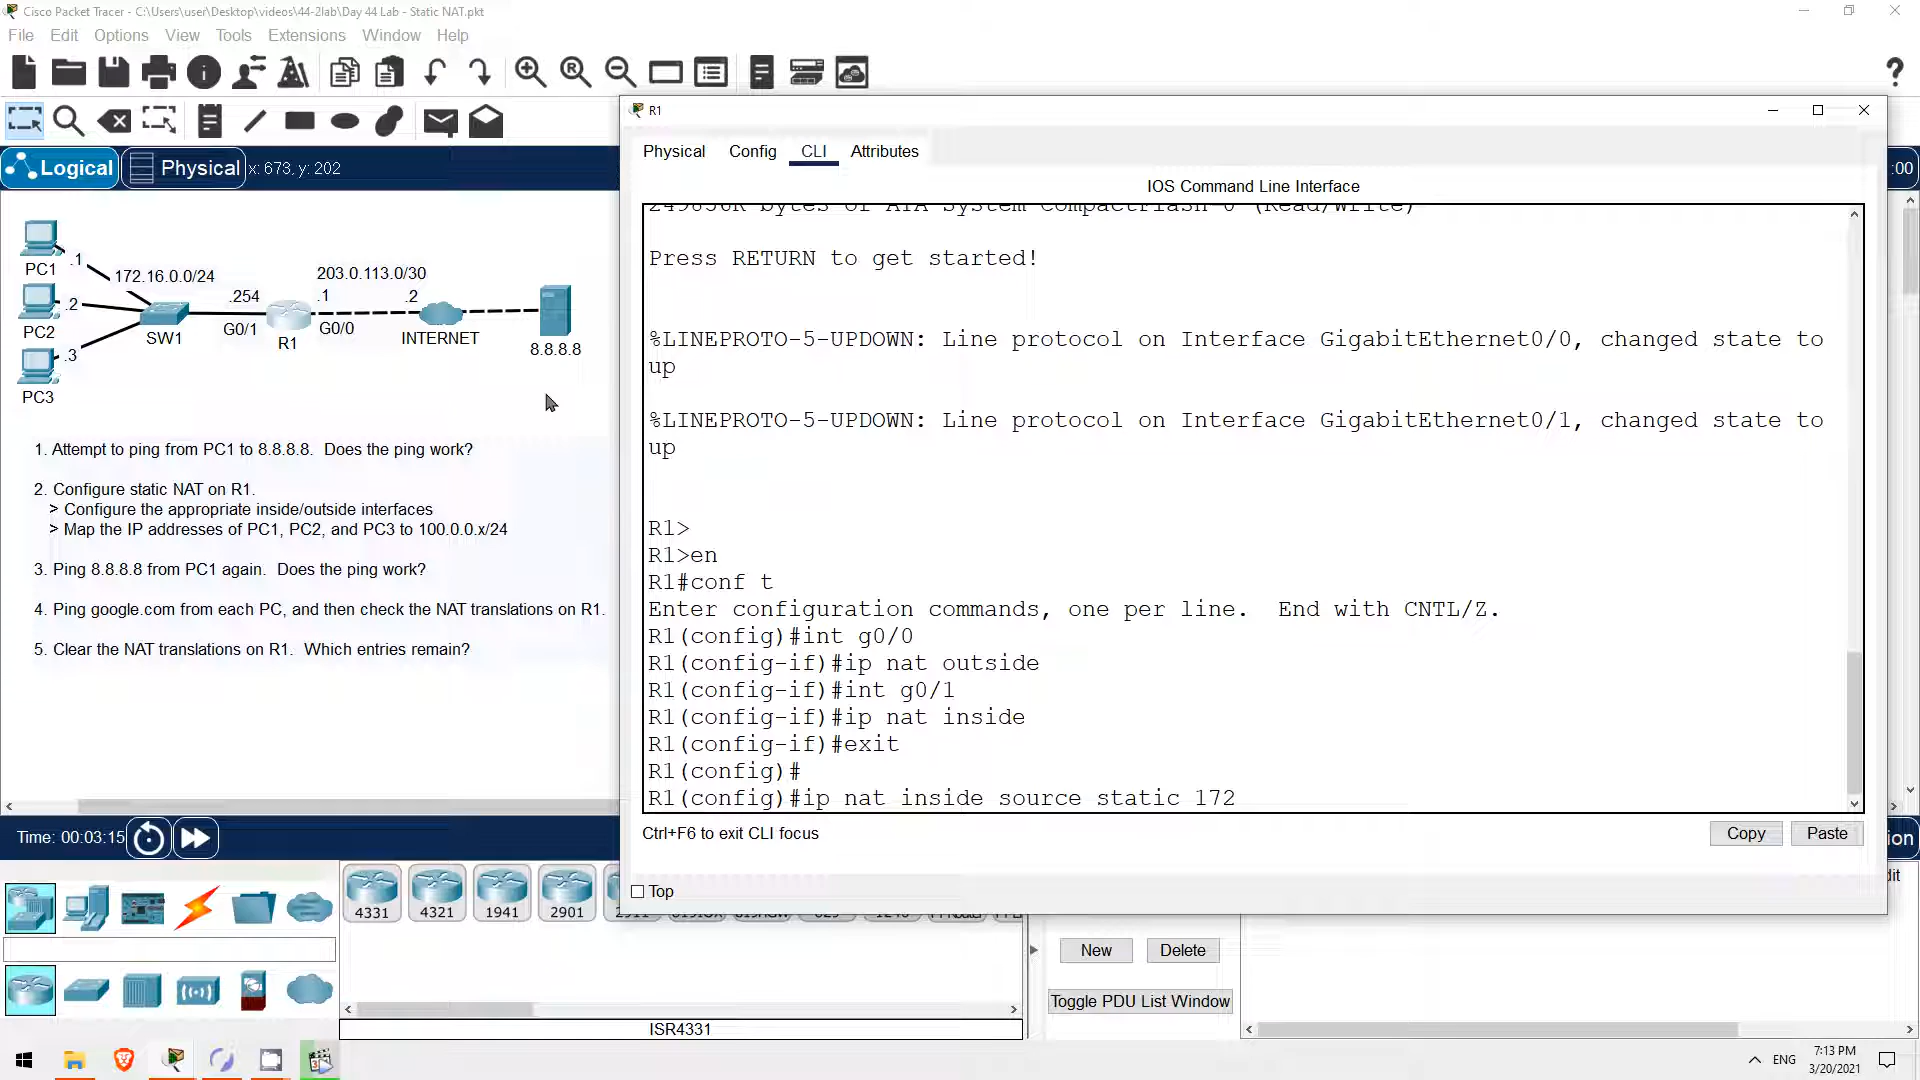 Cisco Packet Tracer - C:\Users\user\Desktop\videos\44-2lab\Day 44 Lab - Static NAT.pkt
File Edit Options View Tools Extensions Window Help
R1
Physical Config CLI Attributes
Logical Physical x: 673, y: 202
:00
IOS Command Line Interface
249856K bytes of ATA System CompactFlash 0 (Read/Write)
Press RETURN to get started!
%LINEPROTO-5-UPDOWN: Line protocol on Interface GigabitEthernet0/0, changed state to
up
%LINEPROTO-5-UPDOWN: Line protocol on Interface GigabitEthernet0/1, changed state to
up
R1>
R1>en
R1#conf t
Enter configuration commands, one per line.  End with CNTL/Z.
R1(config)#int g0/0
R1(config-if)#ip nat outside
R1(config-if)#int g0/1
R1(config-if)#ip nat inside
R1(config-if)#exit
R1(config)#
R1(config)#ip nat inside source static 172
Ctrl+F6 to exit CLI focus
Copy Paste
Top
PC1
.1
172.16.0.0/24
203.0.113.0/30
PC2
.2
.254
.1
.2
SW1
G0/1
R1
G0/0
INTERNET
8.8.8.8
PC3
.3
1. Attempt to ping from PC1 to 8.8.8.8.  Does the ping work?
2. Configure static NAT on R1.
> Configure the appropriate inside/outside interfaces
> Map the IP addresses of PC1, PC2, and PC3 to 100.0.0.x/24
3. Ping 8.8.8.8 from PC1 again.  Does the ping work?
4. Ping google.com from each PC, and then check the NAT translations on R1.
5. Clear the NAT translations on R1.  Which entries remain?
Time: 00:03:15
ion
dit
4331 4321 1941 2901 2911
New Delete
Toggle PDU List Window
ISR4331
ENG
7:13 PM
3/20/2021